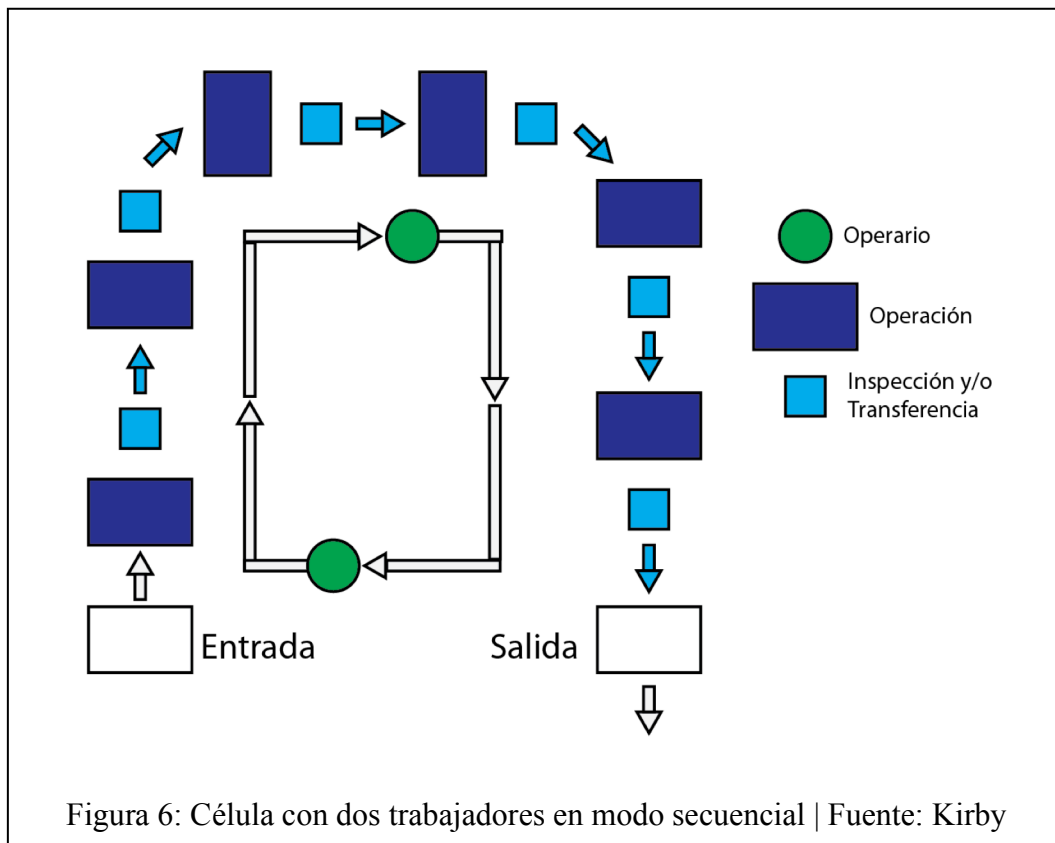 Operario
Operación
Inspección y/o
Transferencia
Entrada
Salida
Figura 6: Célula con dos trabajadores en modo secuencial | Fuente: Kirby